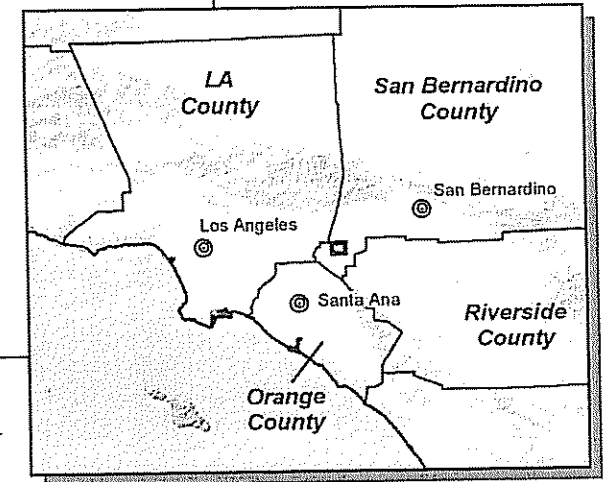 LA
County
San Bernardino
County
San Bernardino
Los Angeles
Santa Ana
Riverside
County
Orange
County